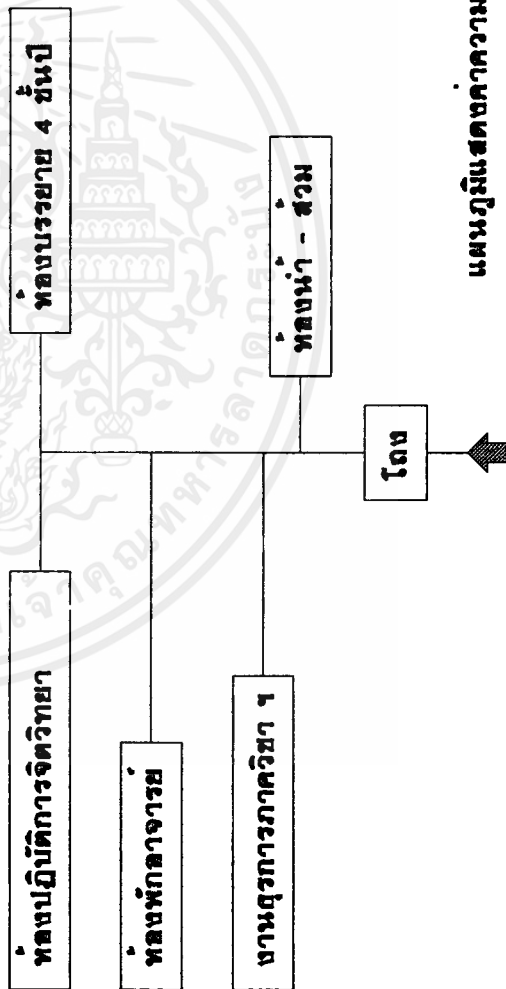 ห้องปฏิบัติการจิตวิทยา
ห้องบรรยาย 4 ชั้นปี
ห้องพักอาจารย์
งานธุรการภาควิชา ฯ
ห้องน้ำ - ส้วม
โถง
แผนภูมิแสดงค่าความ